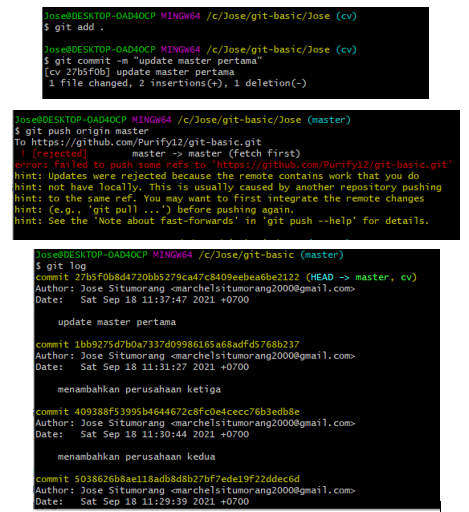 Jose@DESKTOP-OAD4OCP MINGW64 /c/Jose/git-basic/Jose (cv)
$ git add .
Jose@DESKTOP-OAD4OCP MINGW64 /c/Jose/git-basic/Jose (cv)
$ git commit -m "update master pertama"
[cv 27b5f0b] update master pertama
1 file changed, 2 insertions(+), 1 deletion(-)
Jose@DESKTOP-OAD4OCP MINGW64 /c/Jose/git-basic/Jose (master)
$ git push origin master
To https://github.com/Purify12/git-basic.git
! [rejected] master -> master (fetch first)
error: failed to push some refs to 'https://github.com/Purify12/git-basic.git'
hint: Updates were rejected because the remote contains work that you do
hint: not have locally. This is usually caused by another repository pushing
hint: to the same ref. You may want to first integrate the remote changes
hint: (e.g., 'git pull ...') before pushing again.
hint: See the 'Note about fast-forwards' in 'git push --help' for details.
Jose@DESKTOP-OAD4OCP MINGW64 /c/Jose/git-basic (master)
$ git log
commit 27b5f0b8d4720bb5279ca47c8409eebea6be2122 (HEAD -> master, cv)
Author: Jose Situmorang <marchelsitumorang2000@gmail.com>
Date: Sat Sep 18 11:37:47 2021 +0700
update master pertama
commit 1bb9275d7b0a7337d09986165a68adfd5768b237
Author: Jose Situmorang <marchelsitumorang2000@gmail.com>
Date: Sat Sep 18 11:31:27 2021 +0700
menambahkan perusahaan ketiga
commit 409388f53995b4644672c8fc0e4cecc76b3edb8e
Author: Jose Situmorang <marchelsitumorang2000@gmail.com>
Date: Sat Sep 18 11:30:44 2021 +0700
menambahkan perusahaan kedua
commit 5038626b8ae118adb8d8b27bf7ede19f22ddec6d
Author: Jose Situmorang <marchelsitumorang2000@gmail.com>
Date: Sat Sep 18 11:29:39 2021 +0700